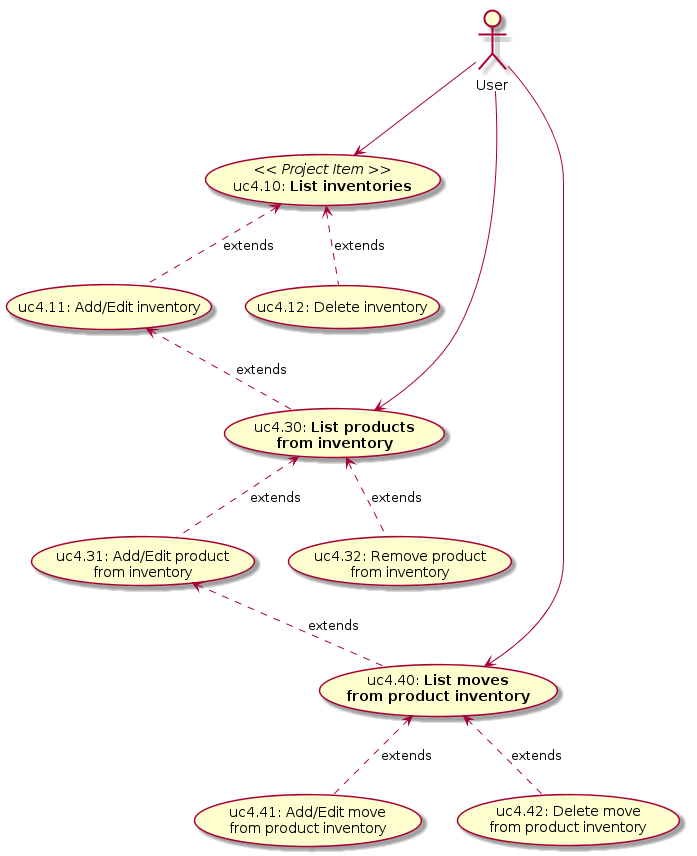 User
<< Project Item >>
uc4.10: List inventories
extends
extends
uc4.11: Add/Edit inventory
uc4.12: Delete inventory
extends
uc4.30: List products
from inventory
extends
extends
uc4.31: Add/Edit product
from inventory
uc4.32: Remove product
from inventory
extends
uc4.40: List moves
from product inventory
extends
extends
uc4.41: Add/Edit move
from product inventory
uc4.42: Delete move
from product inventory